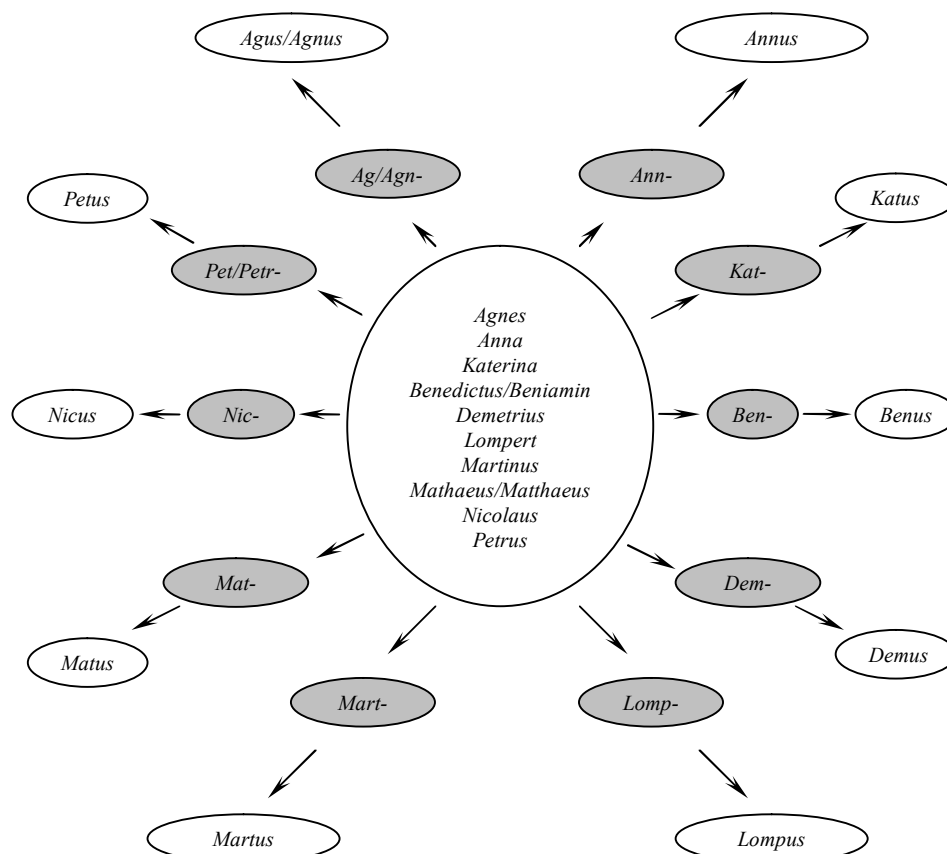 Agus/Agnus
Annus
Ag/Agn-
Ann-
Petus
Katus
Pet/Petr-
Kat-
Agnes
Anna
Katerina
Benedictus/Beniamin
Demetrius
Lompert
Martinus
Mathaeus/Matthaeus
Nicolaus
Petrus
Nicus
Nic-
Ben-
Benus
Mat-
Dem-
Matus
Demus
Mart-
Lomp-
Martus
Lompus